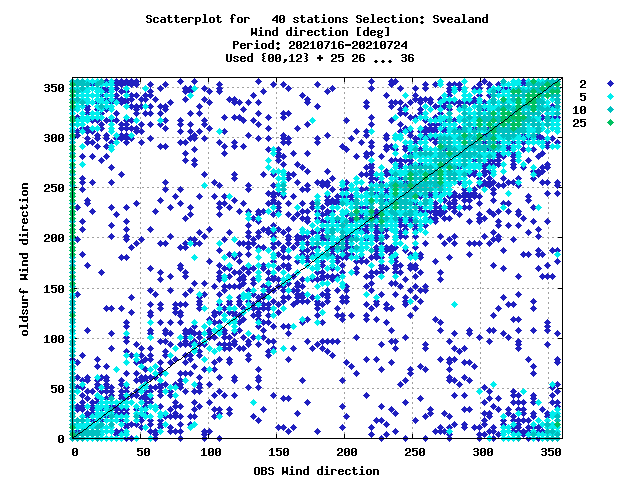 Scatterplot for   40 stations Selection: Svealand
Wind direction [deg]
Period: 20210716-20210724
Used {00,12} + 25 26 ... 36
350
300
250
200
150
100
50
0
oldsurf Wind direction
0 50 100 150 200 250 300 350
OBS Wind direction
2
5
10
25